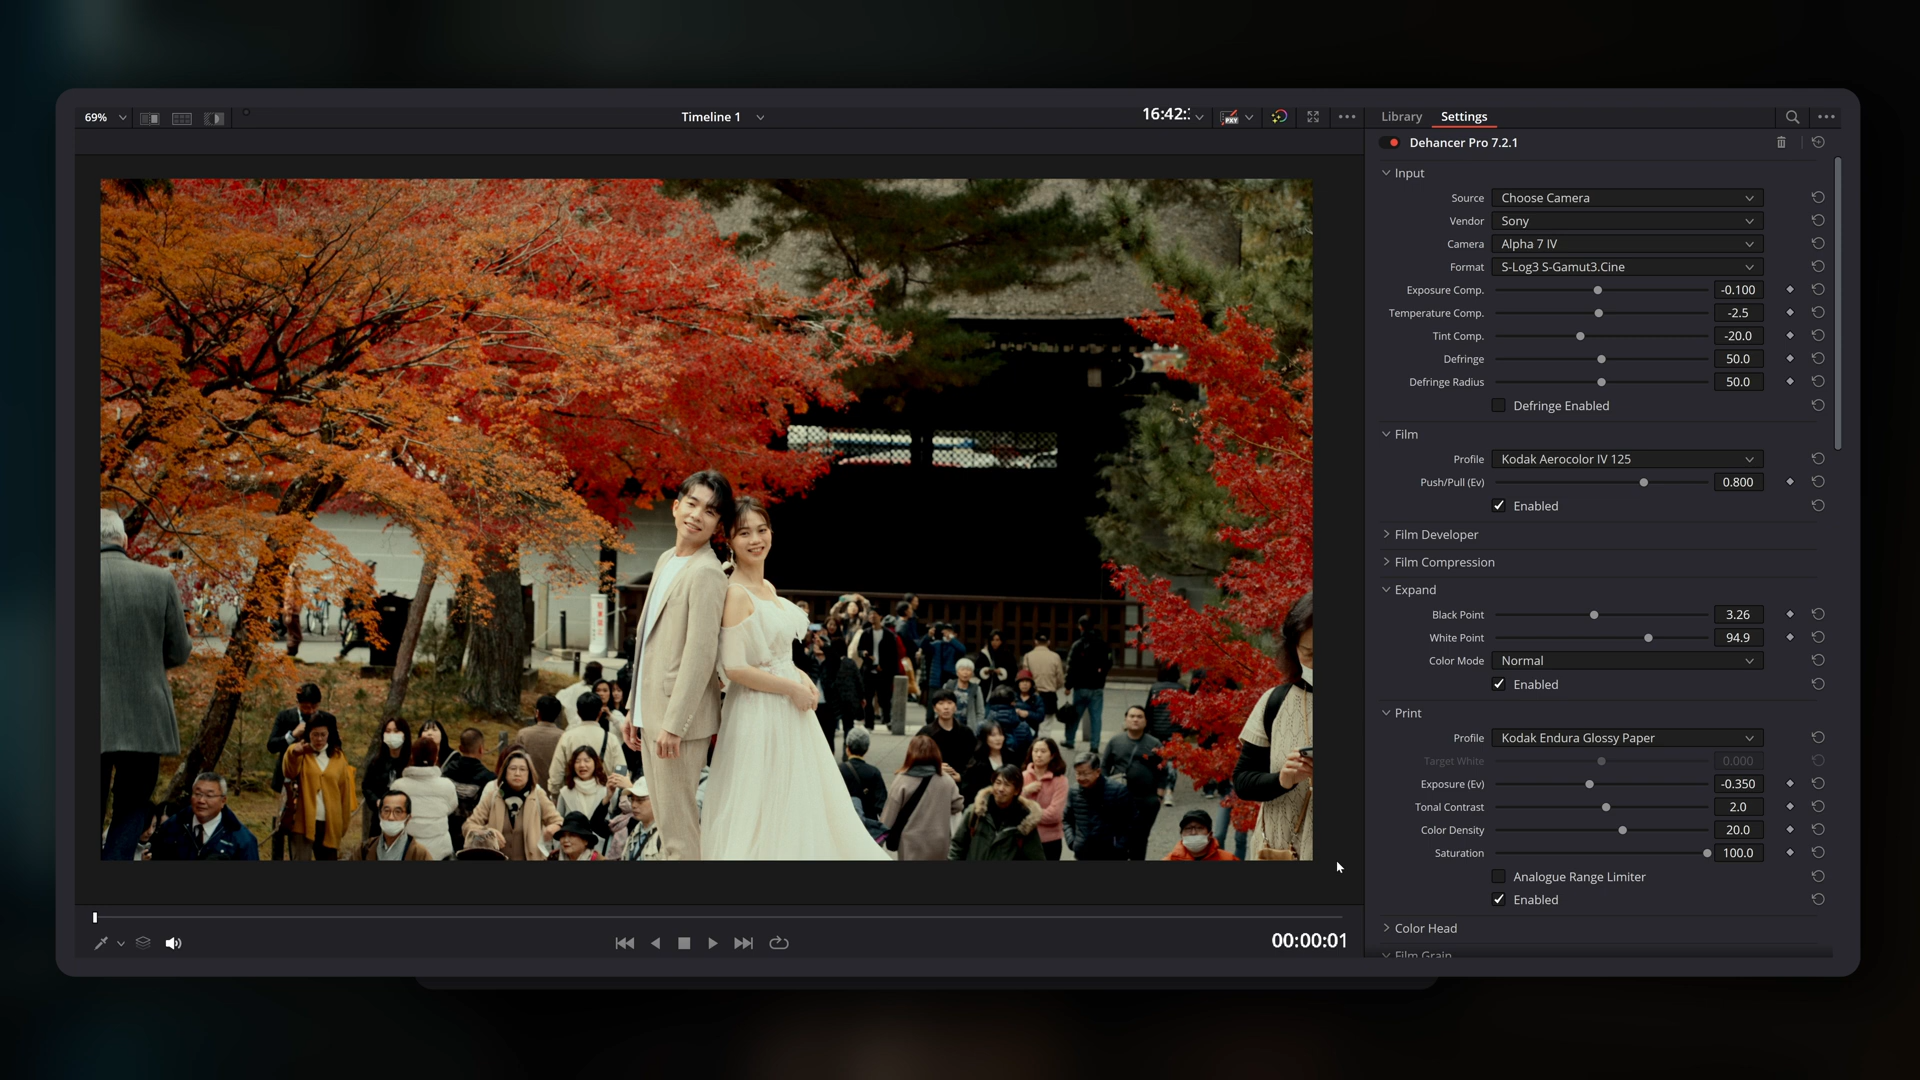 69%
Timeline 1
16:42:
PXY
Library
Settings
Dehancer Pro 7.2.1
Input
Source
Choose Camera
Vendor
Sony
Camera
Alpha 7 IV
Format
S-Log3 S-Gamut3.Cine
Exposure Comp.
-0.100
Temperature Comp.
-2.5
Tint Comp.
-20.0
Defringe
50.0
Defringe Radius
50.0
Defringe Enabled
Film
Profile
Kodak Aerocolor IV 125
Push/Pull (Ev)
0.800
Enabled
Film Developer
Film Compression
Expand
Black Point
3.26
White Point
94.9
Color Mode
Normal
Enabled
Print
Profile
Kodak Endura Glossy Paper
Target White
0.000
Exposure (Ev)
-0.350
Tonal Contrast
2.0
Color Density
20.0
Saturation
100.0
Analogue Range Limiter
Enabled
Color Head
Film Grain
00:00:01